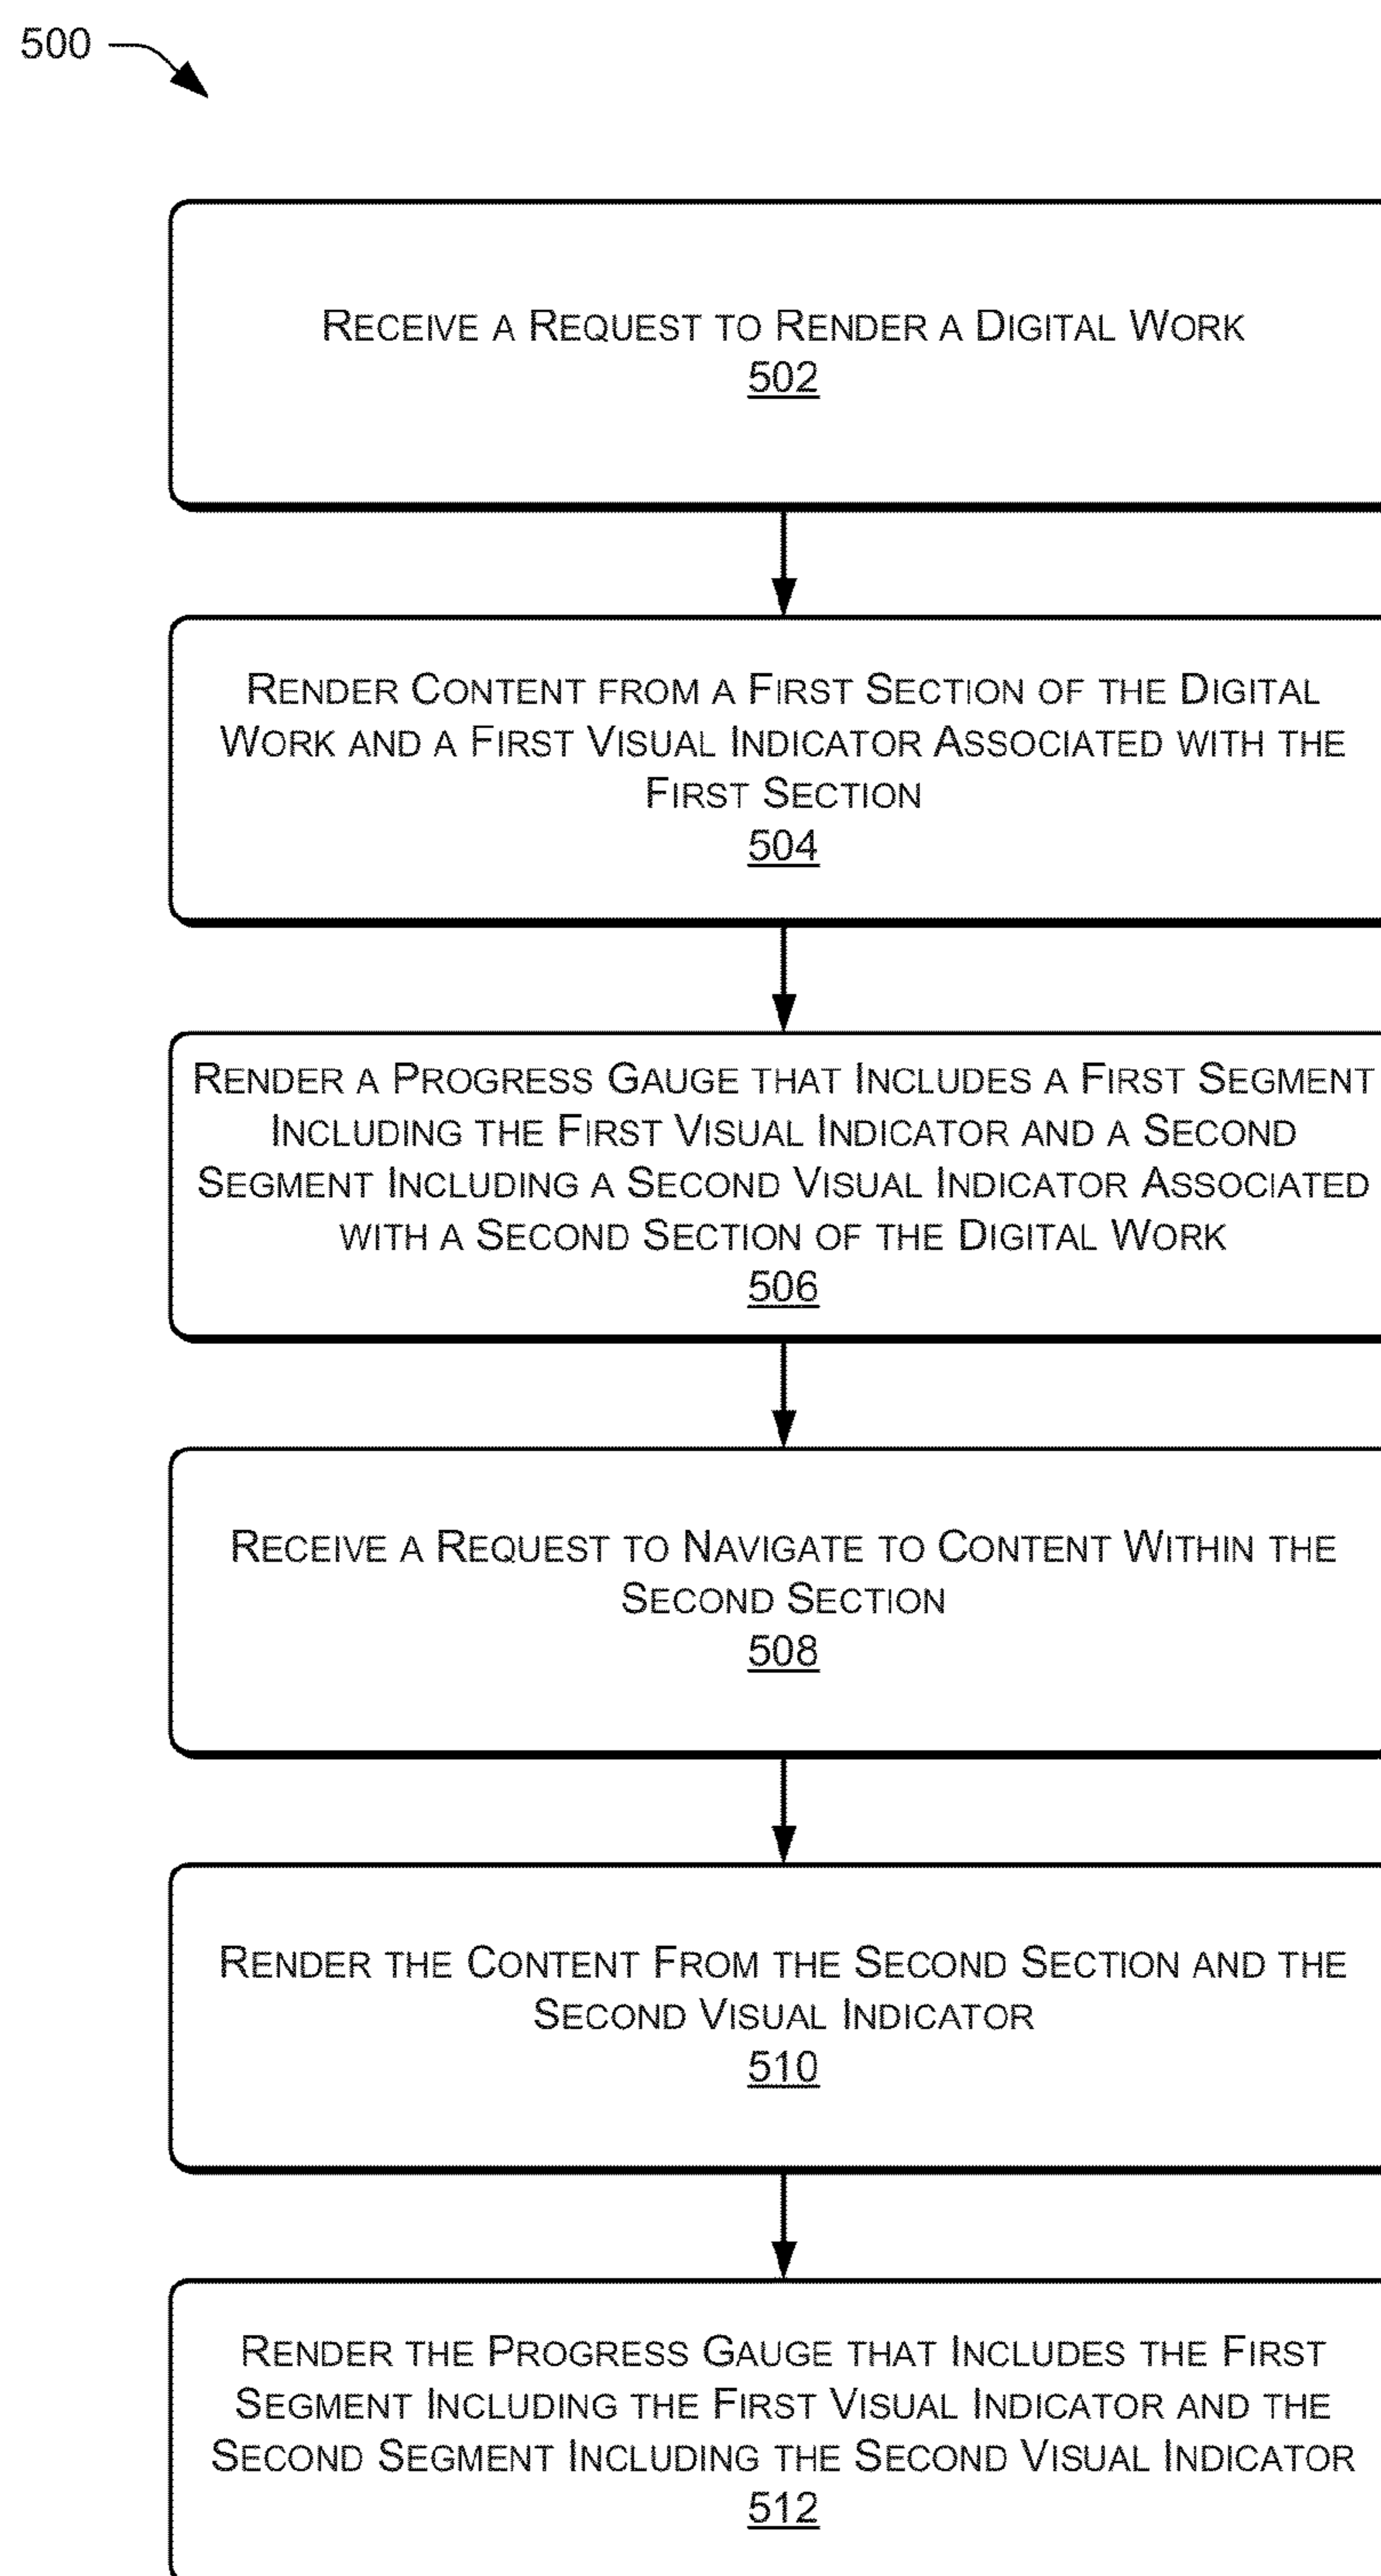 500
Receive a Request to Render a Digital Work
502
Render Content from a First Section of the Digital
Work and a First Visual Indicator Associated with the
First Section
504
Render a Progress Gauge that Includes a First Segment
Including the First Visual Indicator and a Second
Segment Including a Second Visual Indicator Associated
with a Second Section of the Digital Work
506
Receive a Request to Navigate to Content Within the
Second Section
508
Render the Content From the Second Section and the
Second Visual Indicator
510
Render the Progress Gauge that Includes the First
Segment Including the First Visual Indicator and the
Second Segment Including the Second Visual Indicator
512